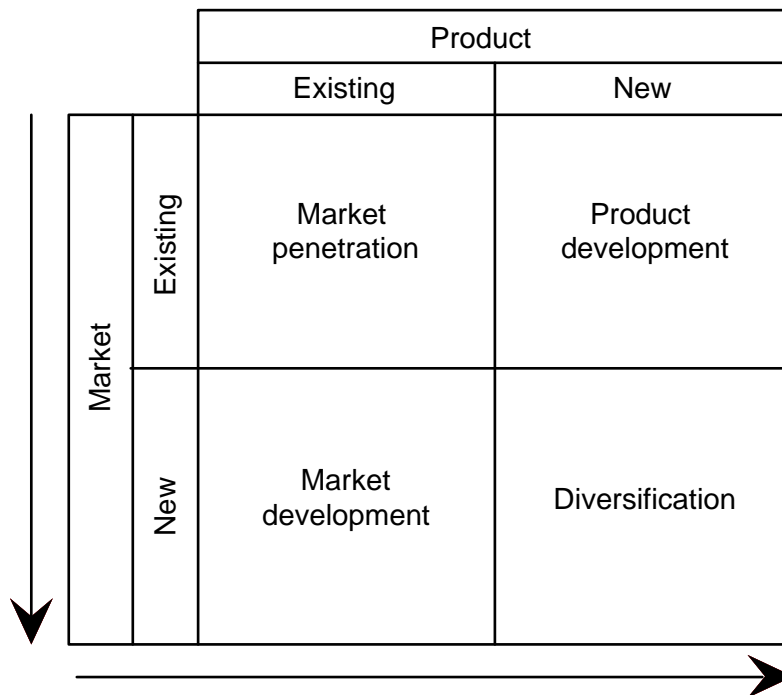 Product
Existing
New
Market
Existing
Market
penetration
Product
development
New
Market
development
Diversification